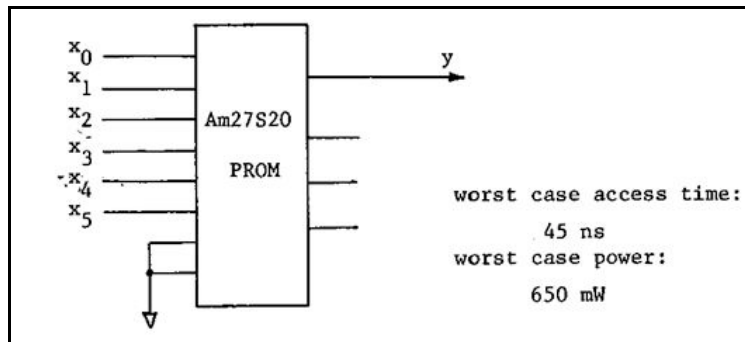 x0
x1
x2
x3
x4
x5
y
Am27S20
PROM
worst case access time:
45 ns
worst case power:
650 mW